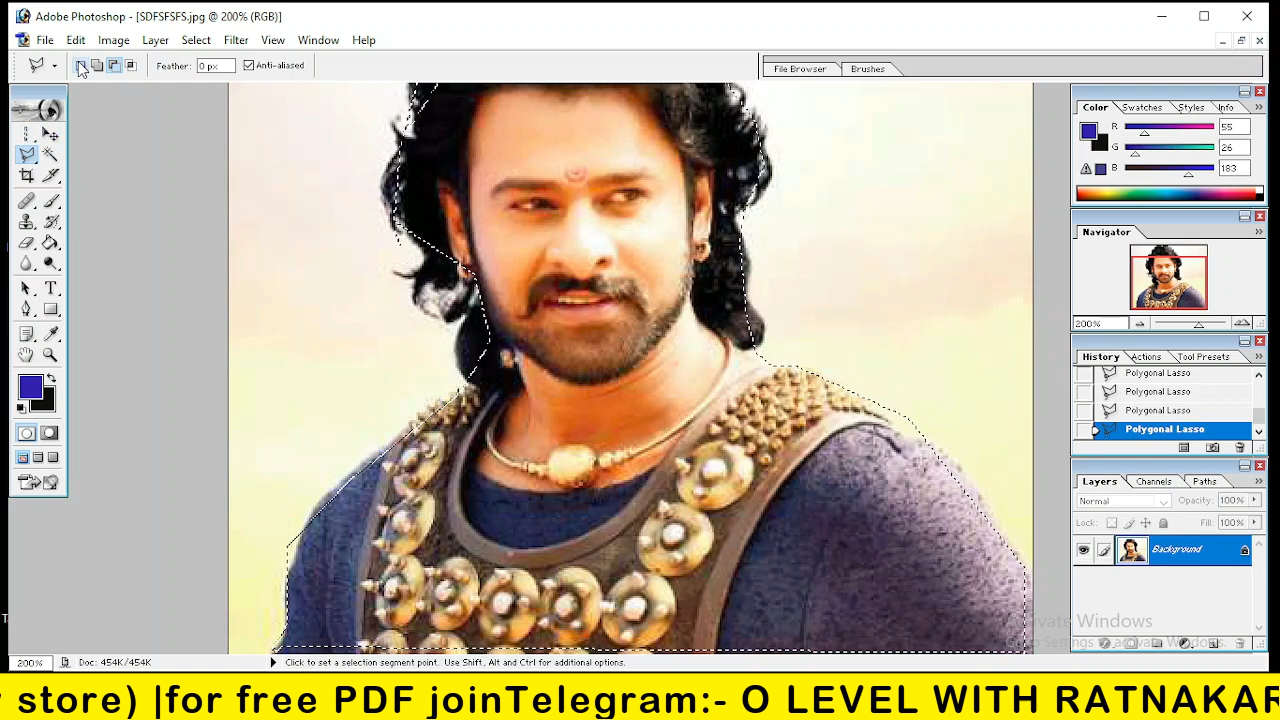 Adobe Photoshop - [SDFSFSFS.jpg @ 200% (RGB)]
File Edit Image Layer Select Filter View Window Help
Feather: 0 px Anti-aliased
File Browser Brushes
Color Swatches Styles Info
R 55
G 26
B 183
Navigator
200%
History Actions Tool Presets
Polygonal Lasso
Polygonal Lasso
Polygonal Lasso
Polygonal Lasso
Layers Channels Paths
Normal Opacity: 100%
Lock: Fill: 100%
Background
200% Doc: 454K/454K Click to set a selection segment point. Use Shift, Alt and Ctrl for additional options.
store) |for free PDF joinTelegram:- O LEVEL WITH RATNAKAR